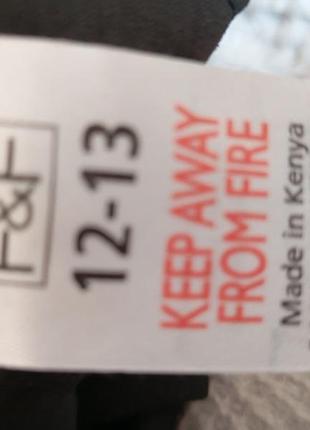 F&F
12-13
KEEP AWAY
FROM FIRE
Made in Kenya